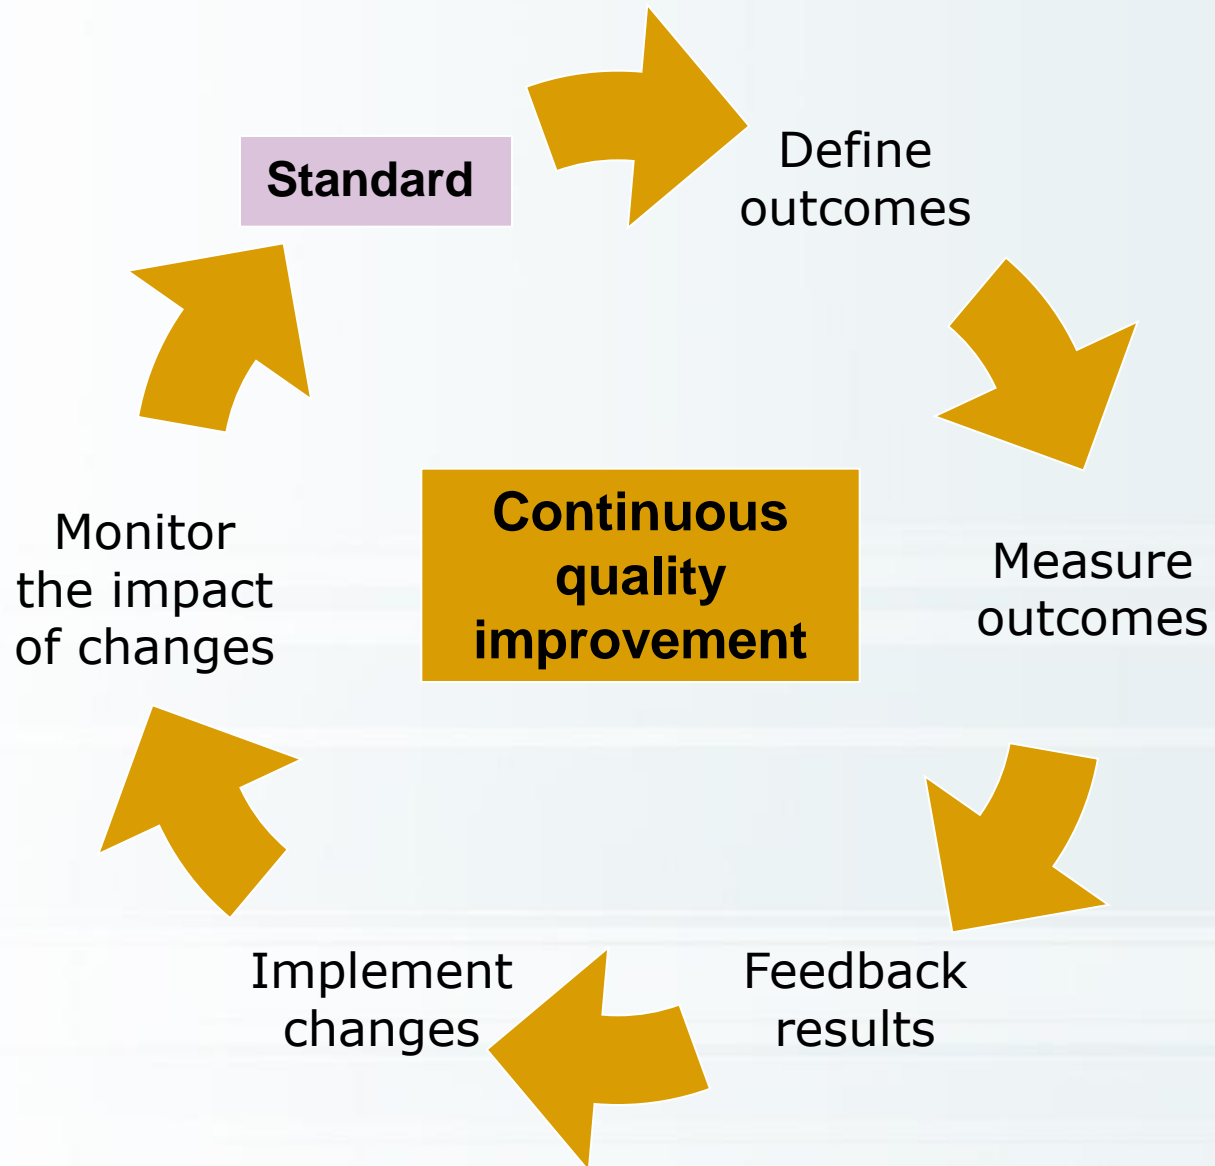 Standard
Define
outcomes
Measure
outcomes
Feedback
results
Implement
changes
Monitor
the impact
of changes
Continuous
quality
improvement